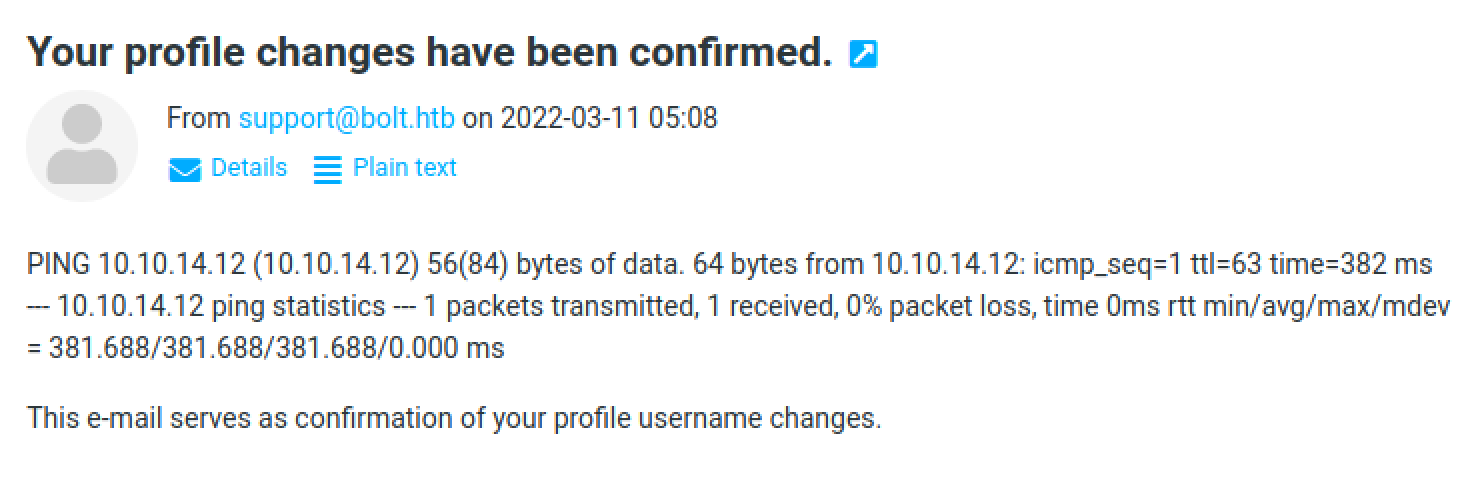 Your profile changes have been confirmed.
From support@bolt.htb on 2022-03-11 05:08
Details Plain text
PING 10.10.14.12 (10.10.14.12) 56(84) bytes of data. 64 bytes from 10.10.14.12: icmp_seq=1 ttl=63 time=382 ms
--- 10.10.14.12 ping statistics --- 1 packets transmitted, 1 received, 0% packet loss, time 0ms rtt min/avg/max/mdev
= 381.688/381.688/381.688/0.000 ms
This e-mail serves as confirmation of your profile username changes.